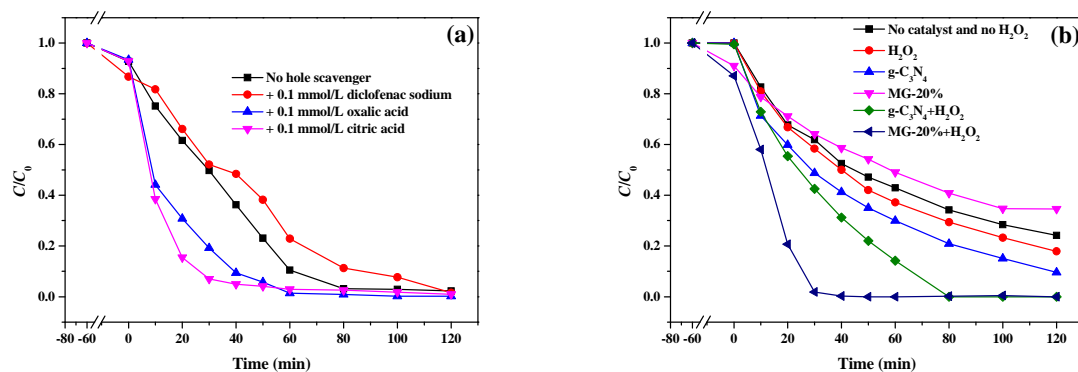 (a)
No hole scavenger
+ 0.1 mmol/L diclofenac sodium
+ 0.1 mmol/L oxalic acid
+ 0.1 mmol/L citric acid
C/C₀
1.0
0.8
0.6
0.4
0.2
0.0
-80 -60 0 20 40 60 80 100 120
Time (min)
(b)
No catalyst and no H₂O₂
H₂O₂
g-C₃N₄
MG-20%
g-C₃N₄+H₂O₂
MG-20%+H₂O₂
C/C₀
1.0
0.8
0.6
0.4
0.2
0.0
-80 -60 0 20 40 60 80 100 120
Time (min)